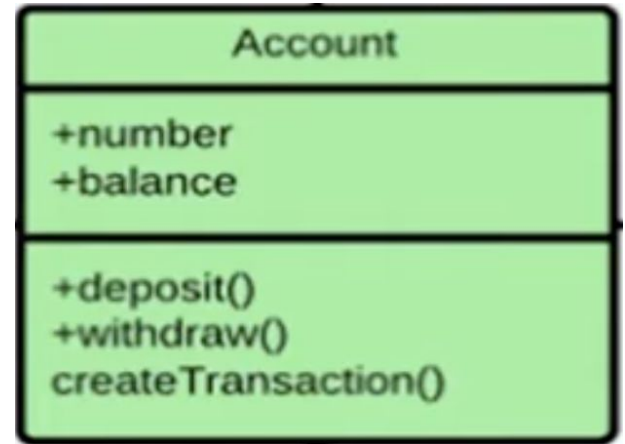 Account
+number
+balance
+deposit()
+withdraw()
createTransaction()